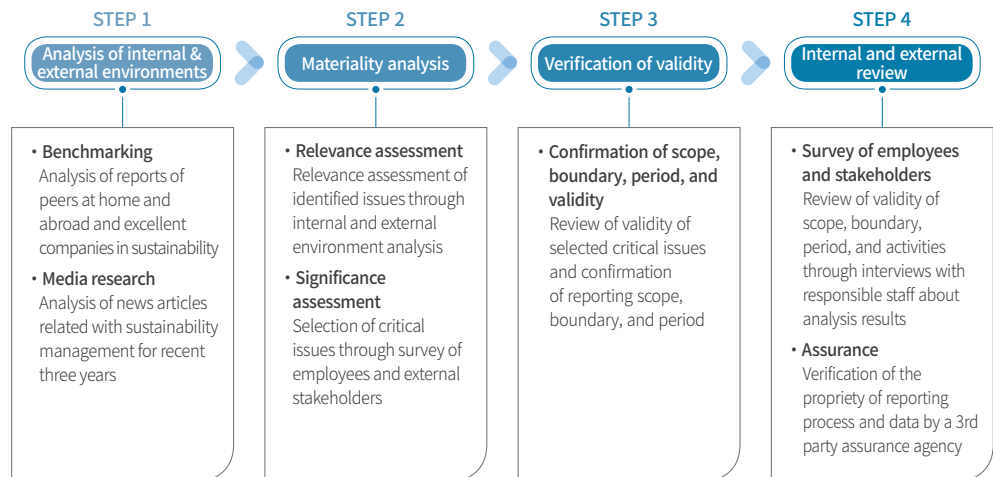 STEP 1
Analysis of internal &
external environments
• Benchmarking
Analysis of reports of
peers at home and
abroad and excellent
companies in sustainability
• Media research
Analysis of news articles
related with sustainability
management for recent
three years
STEP 2
Materiality analysis
• Relevance assessment
Relevance assessment of
identified issues through
internal and external
environment analysis
• Significance
assessment
Selection of critical
issues through survey of
employees and external
stakeholders
STEP 3
Verification of validity
• Confirmation of scope,
boundary, period, and
validity
Review of validity of
selected critical issues
and confirmation
of reporting scope,
boundary, and period
STEP 4
Internal and external
review
• Survey of employees
and stakeholders
Review of validity of
scope, boundary,
period, and activities
through interviews with
responsible staff about
analysis results
• Assurance
Verification of the
propriety of reporting
process and data by a 3rd
party assurance agency